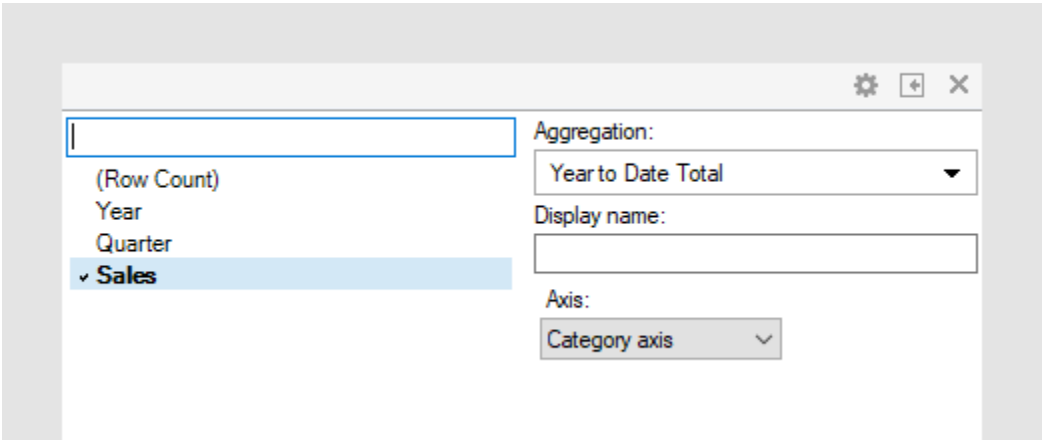 (Row Count)
Year
Quarter
Sales
Aggregation:
Year to Date Total
Display name:
Axis:
Category axis